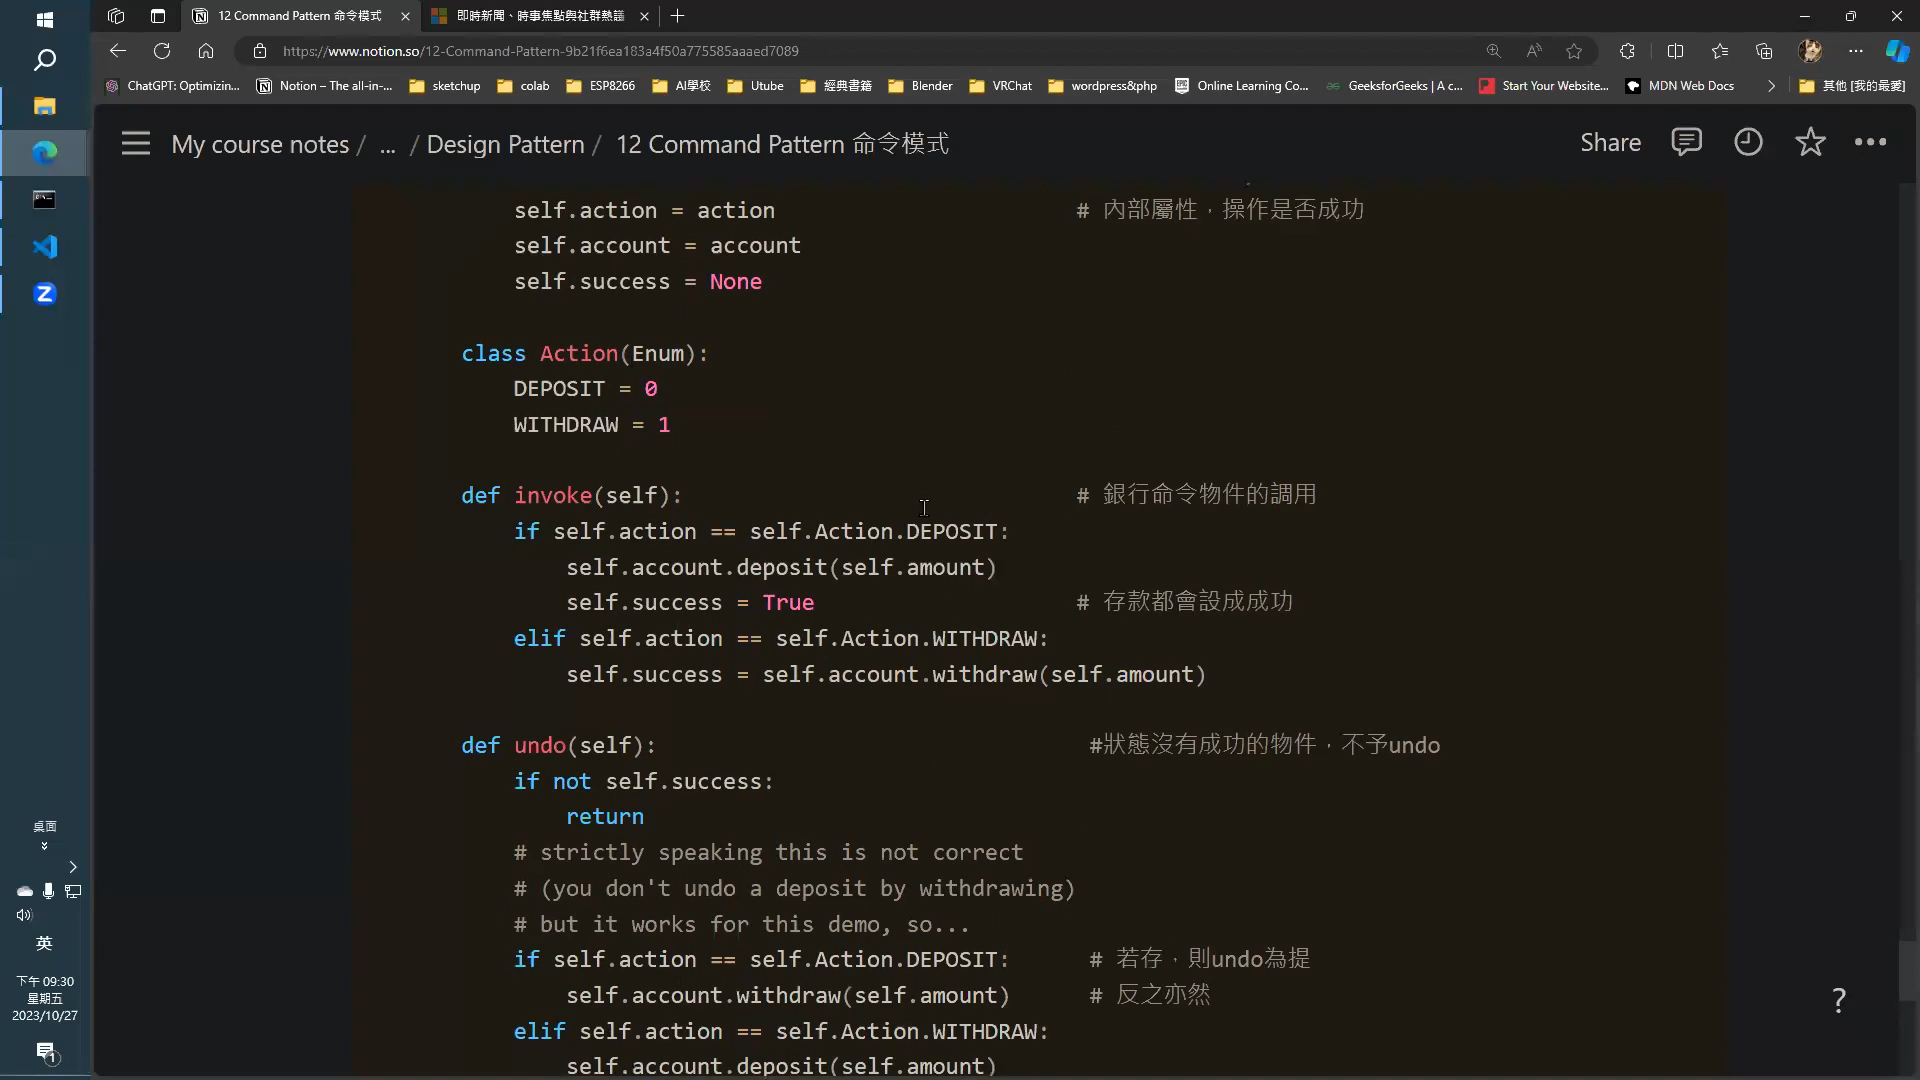 12 Command Pattern 命令模式
即時新聞、時事焦點與社群熱議
https://www.notion.so/12-Command-Pattern-9b21f6ea183a4f50a775585aaaed7089
ChatGPT: Optimizin...
Notion – The all-in-...
sketchup
colab
ESP8266
AI學校
Utube
經典書籍
Blender
VRChat
wordpress&php
Online Learning Co...
GeeksforGeeks | A c...
Start Your Website...
MDN Web Docs
其他 [我的最愛]
My course notes / ... / Design Pattern / 12 Command Pattern 命令模式
Share
self.action = action # 內部屬性，操作是否成功
self.account = account
self.success = None
class Action(Enum):
DEPOSIT = 0
WITHDRAW = 1
def invoke(self): # 銀行命令物件的調用
if self.action == self.Action.DEPOSIT:
self.account.deposit(self.amount)
self.success = True # 存款都會設成成功
elif self.action == self.Action.WITHDRAW:
self.success = self.account.withdraw(self.amount)
def undo(self): #狀態沒有成功的物件，不予undo
if not self.success:
return
# strictly speaking this is not correct
# (you don't undo a deposit by withdrawing)
# but it works for this demo, so...
if self.action == self.Action.DEPOSIT: # 若存，則undo為提
self.account.withdraw(self.amount) # 反之亦然
elif self.action == self.Action.WITHDRAW:
self.account.deposit(self.amount)
?
桌面
英
下午 09:30
星期五
2023/10/27
1